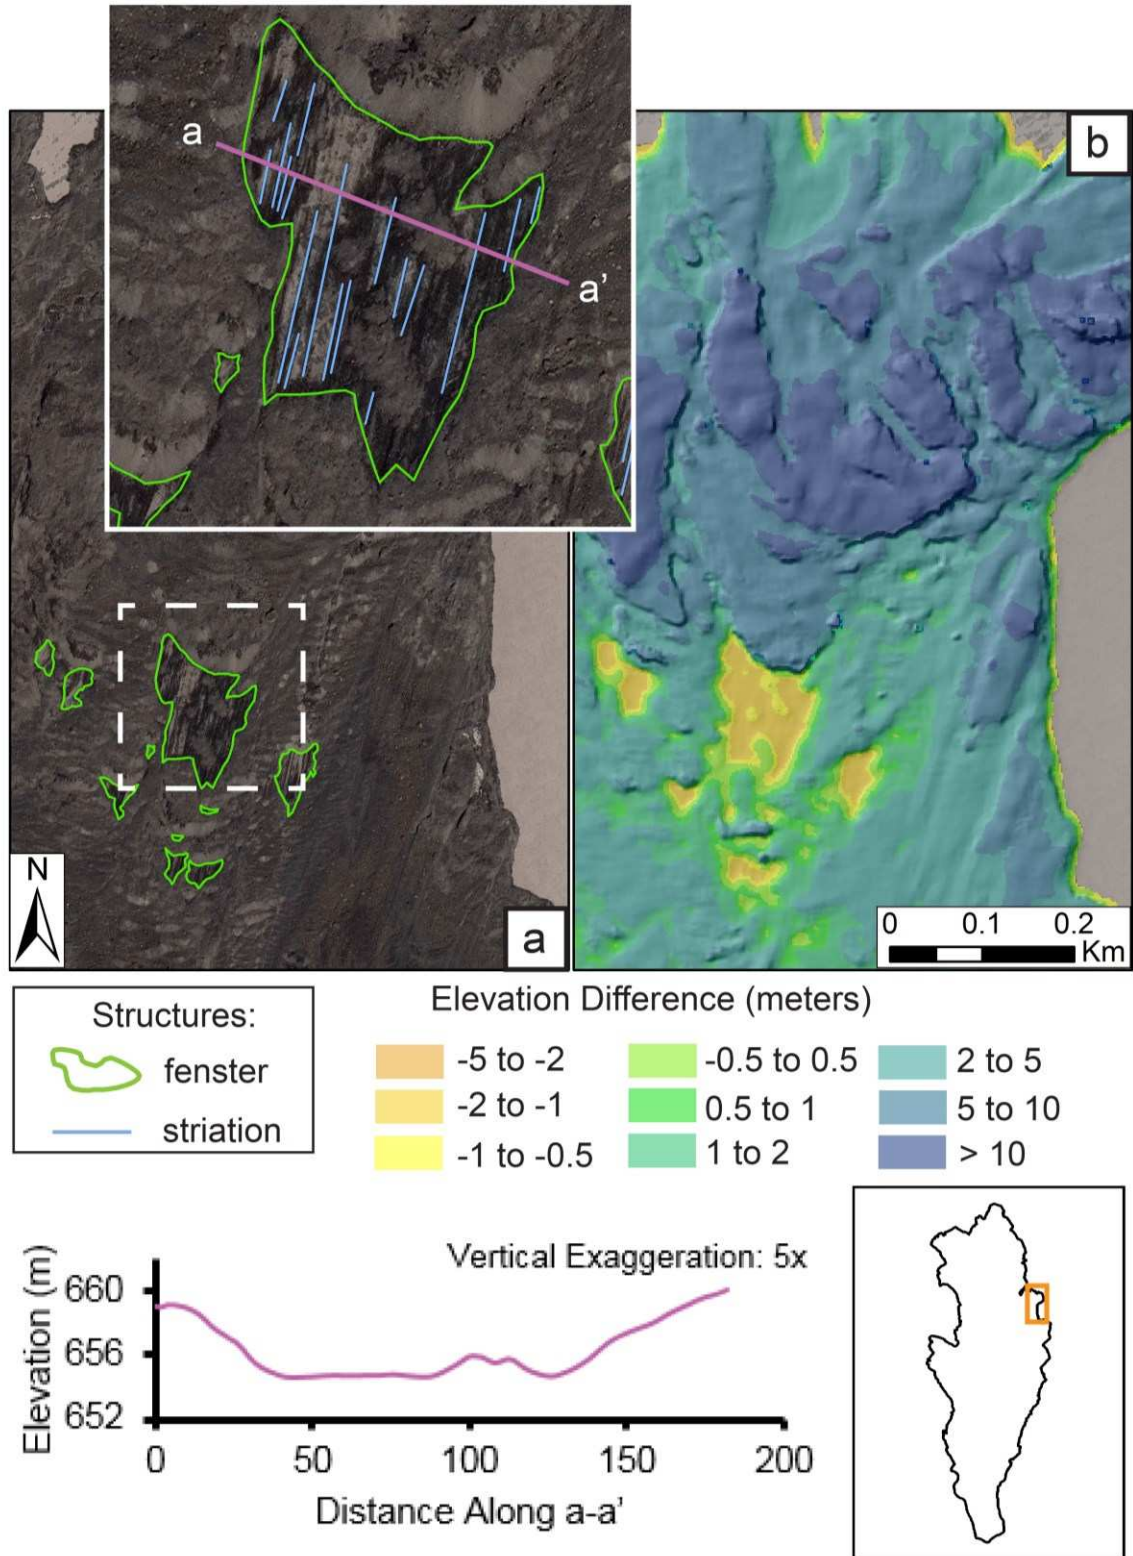 a
a'
b
N
a
0 0.1 0.2
Km
Structures:
fenster
striation
Elevation Difference (meters)
-5 to -2
-2 to -1
-1 to -0.5
-0.5 to 0.5
0.5 to 1
1 to 2
2 to 5
5 to 10
> 10
Vertical Exaggeration: 5x
Elevation (m)
660
656
652
0 50 100 150 200
Distance Along a-a'